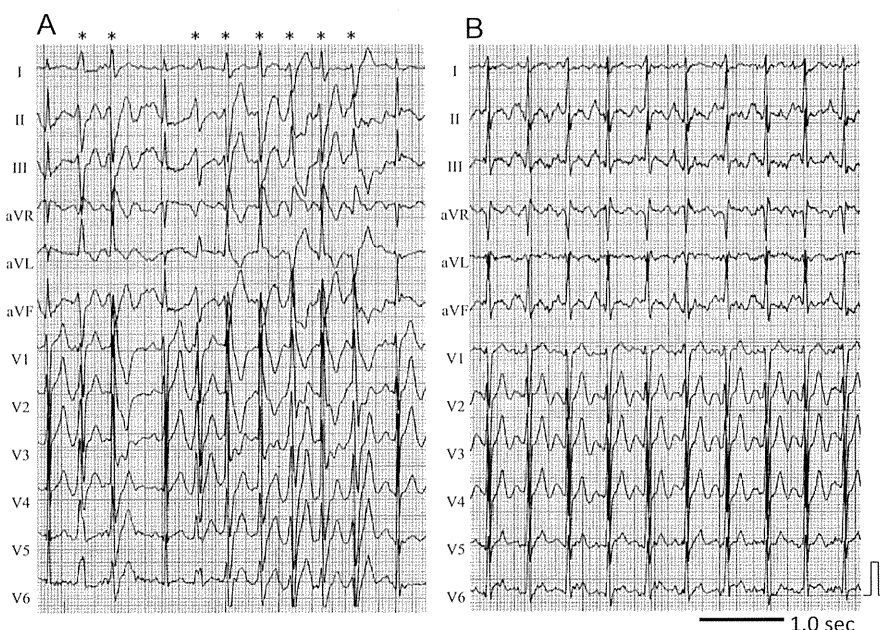 A
* * * * * * * *
I
II
III
aVR
aVL
aVF
V1
V2
V3
V4
V5
V6
B
I
II
III
aVR
aVL
aVF
V1
V2
V3
V4
V5
V6
1.0 sec